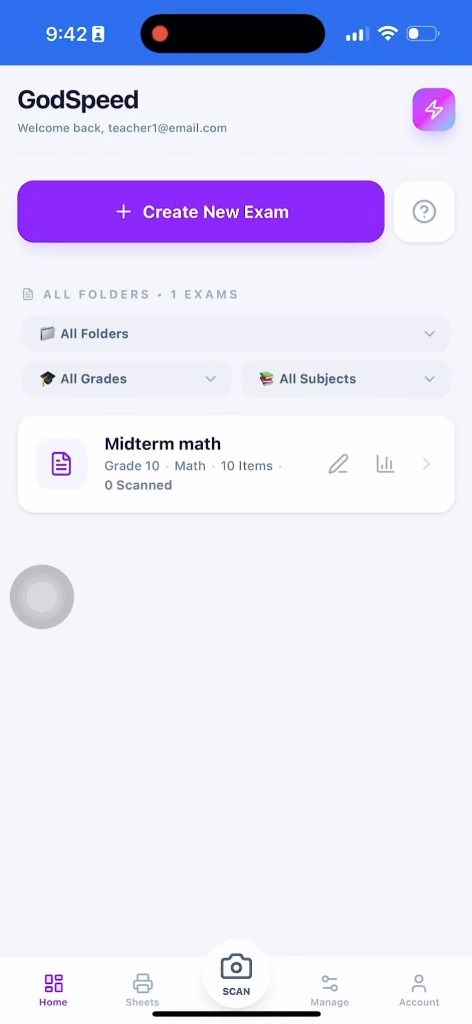 9:42
GodSpeed
Welcome back, teacher1@email.com
+ Create New Exam
ALL FOLDERS • 1 EXAMS
All Folders
All Grades
All Subjects
Midterm math
Grade 10 • Math • 10 Items •
0 Scanned
Home
Sheets
SCAN
Manage
Account